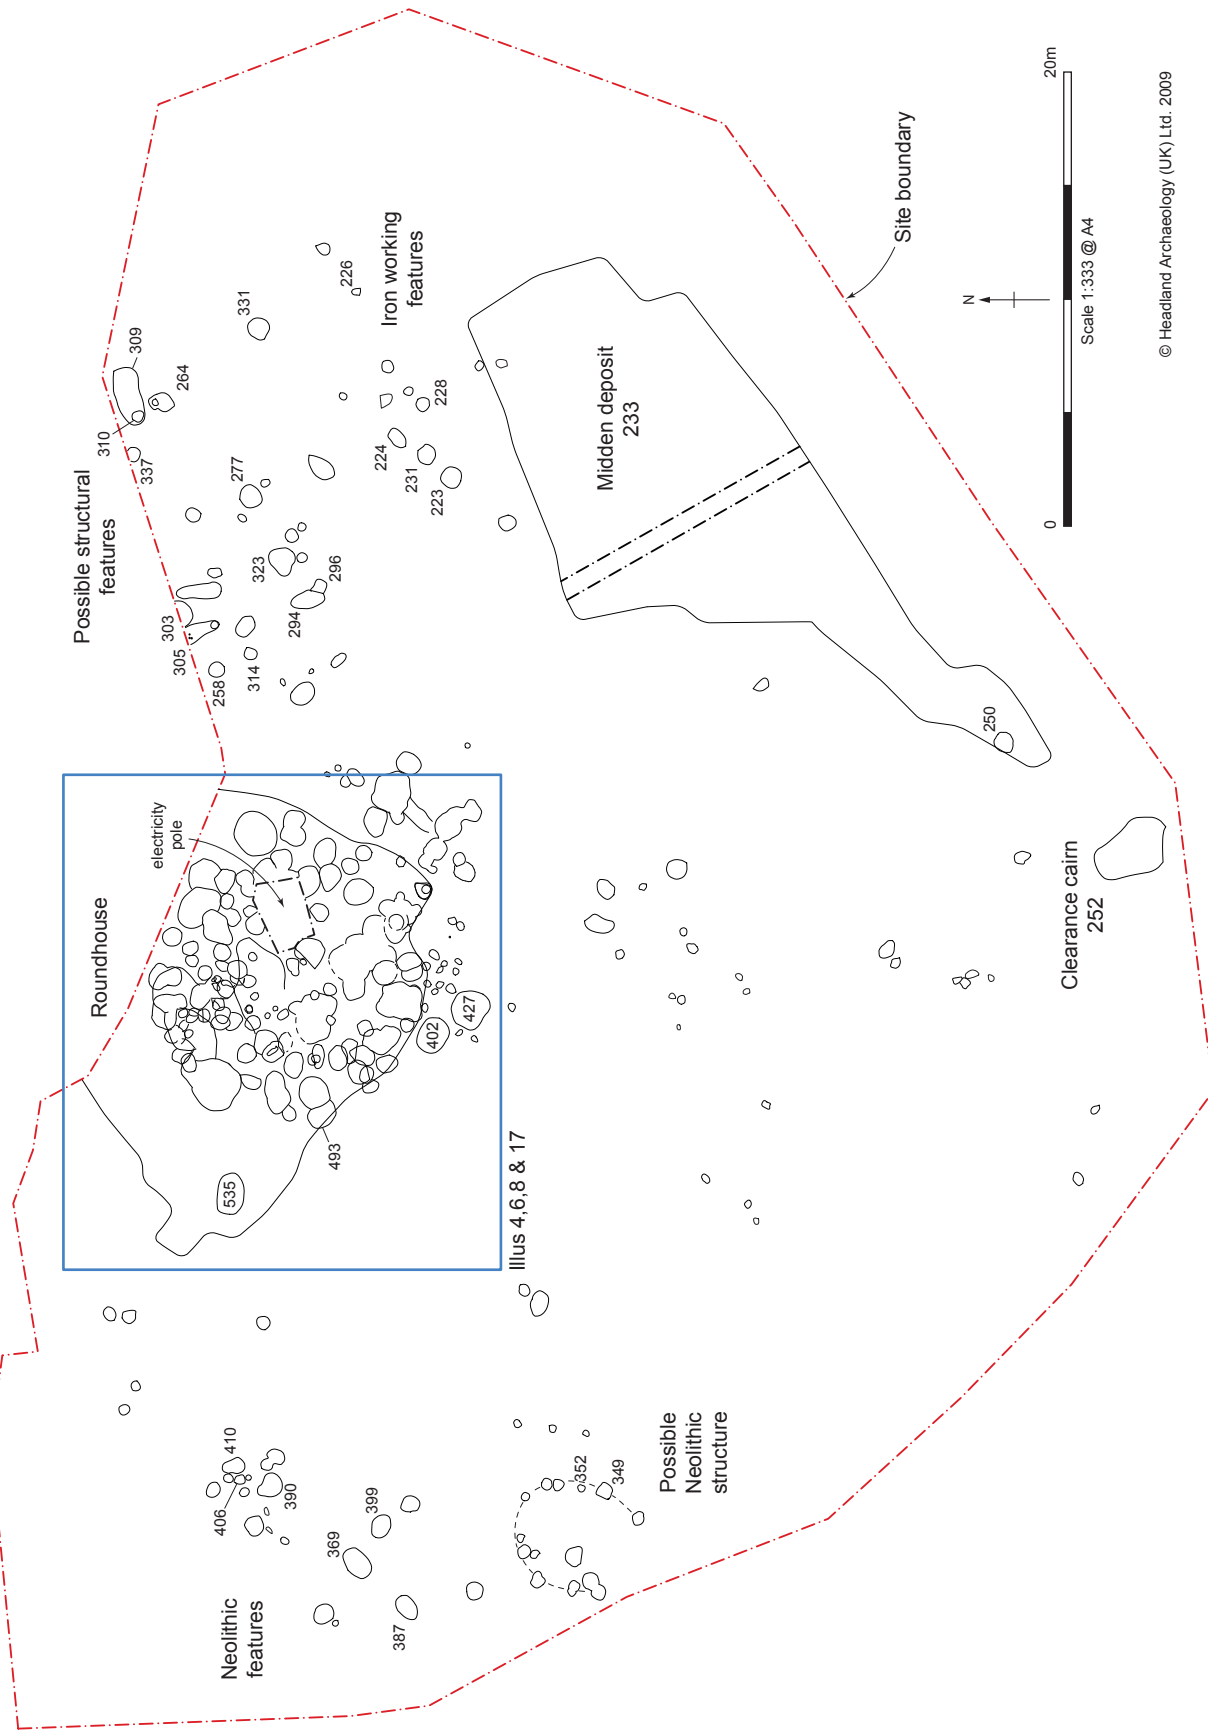 Neolithic
features
406
410
390
369
399
387
Possible
Neolithic
structure
352
349
Roundhouse
electricity
pole
535
493
402
427
Illus 4,6,8 & 17
Possible structural
features
305
303
258
314
294
296
323
277
337
310
309
264
331
226
Iron working
features
224
231
223
228
Midden deposit
233
250
Clearance cairn
252
Site boundary
N
0
20m
Scale 1:333 @ A4
© Headland Archaeology (UK) Ltd. 2009